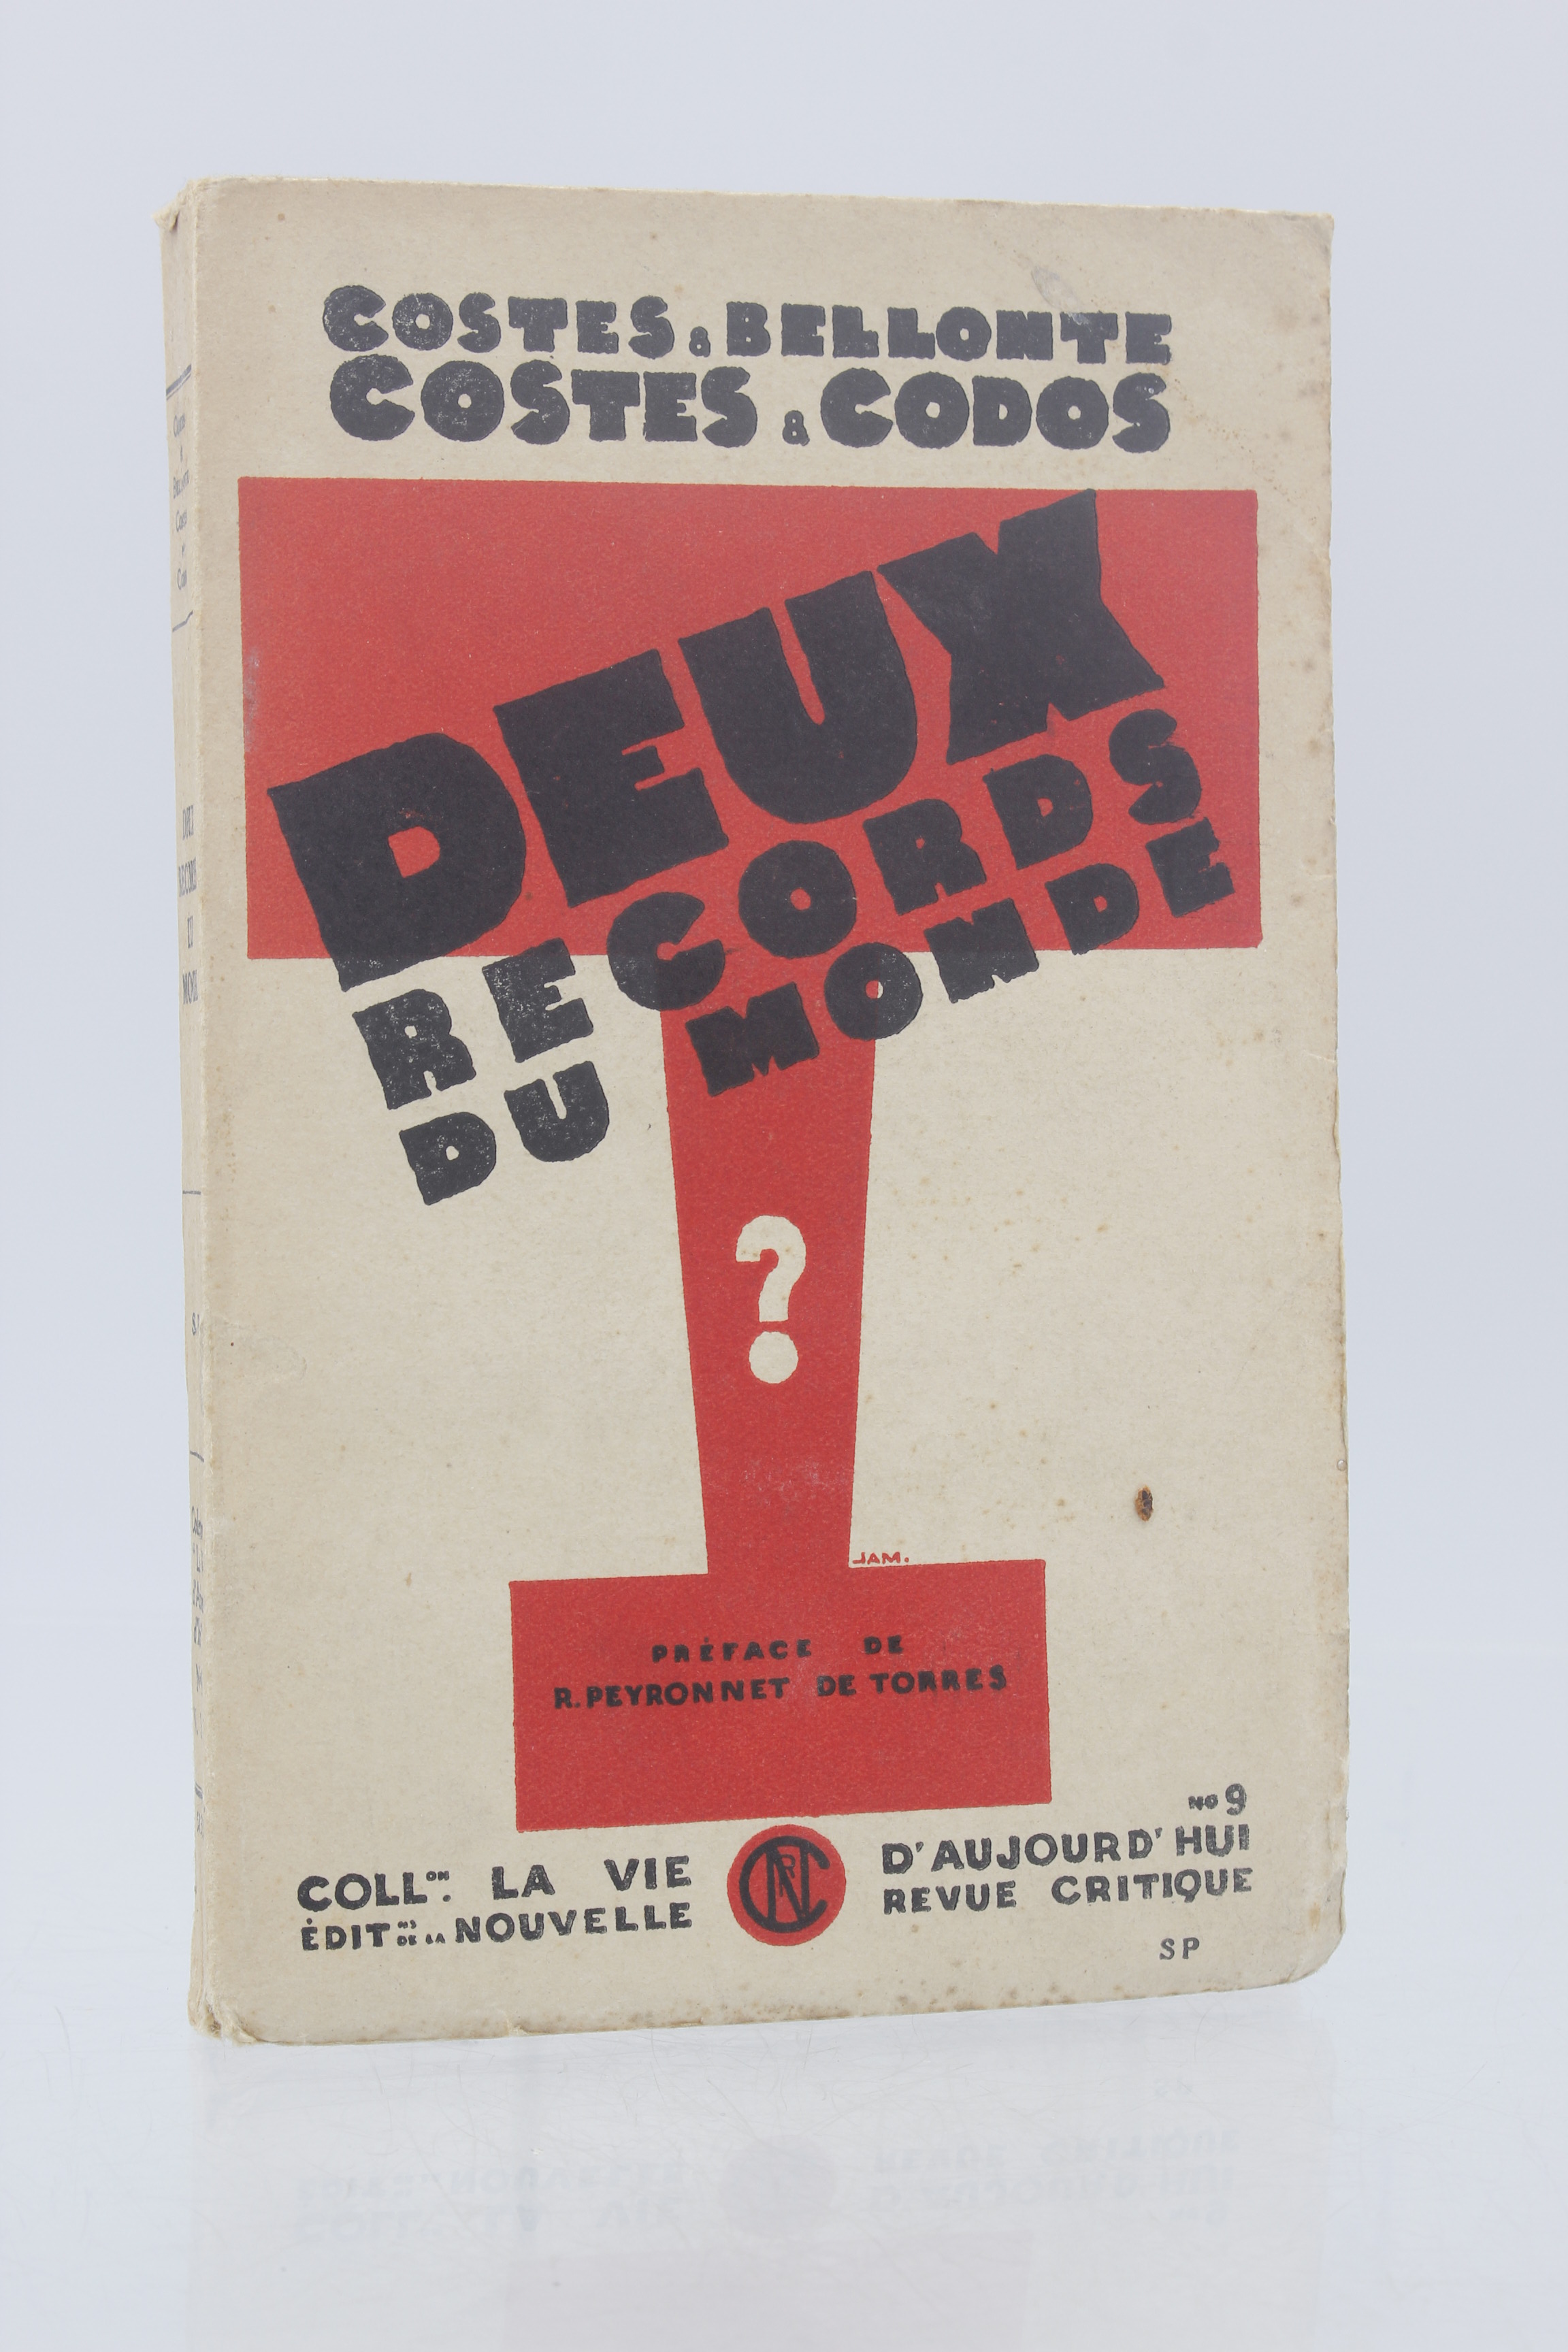 COSTES & BELLONTE
COSTES & CODOS
DEUX
RECORDS
DU MONDE
?
JAM.
PRÉFACE DE
R. PEYRONNET DE TORRES
NO 9
COLLON. LA VIE D'AUJOURD'HUI
ÉDITNS DE LA NOUVELLE REVUE CRITIQUE
NRC
SP